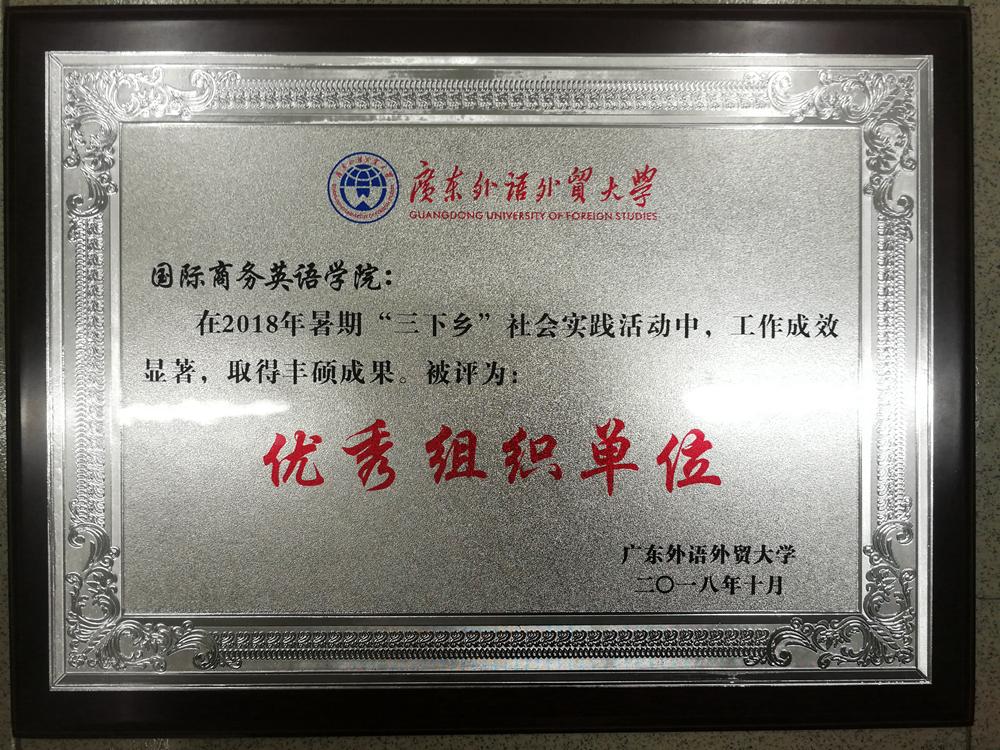 廣东外语外贸大学
GUANGDONG UNIVERSITY OF FOREIGN STUDIES
国际商务英语学院：
在2018年暑期“三下乡”社会实践活动中，工作成效
显著，取得丰硕成果。被评为：
优秀组织单位
广东外语外贸大学
二〇一八年十月